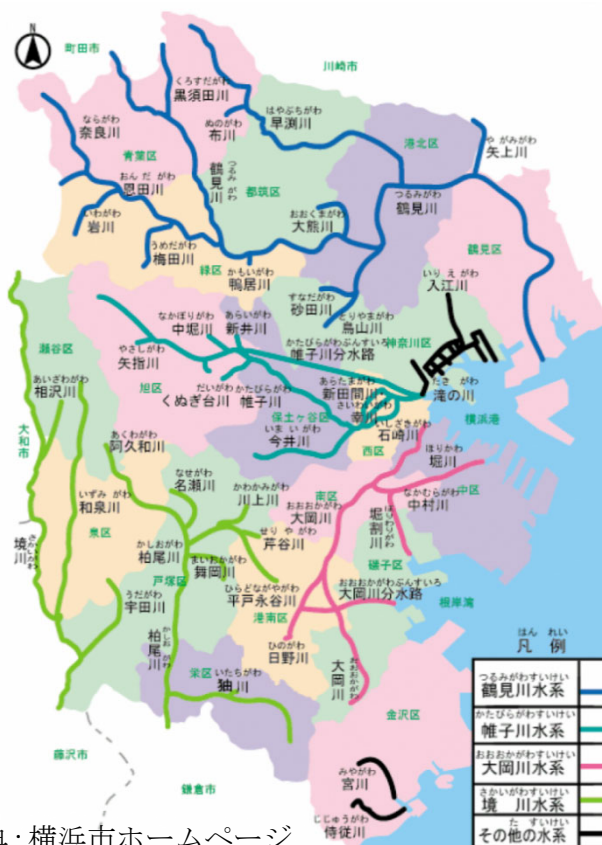 N
町田市
川崎市
くろすだがわ
黒須田川
はやぶちがわ
早渕川
ならがわ
奈良川
ぬのがわ
布川
港北区
やがみがわ
矢上川
青葉区
おんだがわ
恩田川
つるみがわ
鶴見川
都筑区
つるみがわ
鶴見川
いわがわ
岩川
おおくまがわ
大熊川
うめだがわ
梅田川
緑区
かもいがわ
鴨居川
鶴見区
いりえがわ
入江川
すなだがわ
砂田川
とりやまがわ
鳥山川
なかぼりがわ
中堀川
あらいがわ
新井川
かたびらがわぶんすいろ
帷子川分水路
神奈川区
瀬谷区
やさしがわ
矢指川
あいざわがわ
相沢川
旭区
だいがわ
くぬぎ台川
かたびらがわ
帷子川
あらたまがわ
新田間川
さいわいがわ
幸川
たきがわ
滝の川
保土ヶ谷区
いしざきがわ
石崎川
横浜港
いまいがわ
今井川
西区
大和市
あくわがわ
阿久和川
ほりかわ
堀川
なせがわ
名瀬川
かわかみがわ
川上川
南区
おおおかがわ
大岡川
なかむらがわ
中村川
中区
いずみがわ
和泉川
泉区
せりやがわ
芹谷川
ほりわりがわ
堀割川
さかいがわ
境川
かしおがわ
柏尾川
まいおかがわ
舞岡川
磯子区
戸塚区
ひらどながやがわ
平戸永谷川
おおおかがわぶんすいろ
大岡川分水路
うだがわ
宇田川
港南区
根岸湾
ひのがわ
日野川
かしおがわ
柏尾川
おおおかがわ
大岡川
栄区
いたちがわ
㹨川
金沢区
藤沢市
鎌倉市
みやがわ
宮川
じじゅうがわ
侍従川
はんれい
凡 例
つるみがわすいけい
鶴見川水系
かたびらがわすいけい
帷子川水系
おおおかがわすいけい
大岡川水系
さかいがわすいけい
境 川水系
た すいけい
その他の水系
:横浜市ホームページ